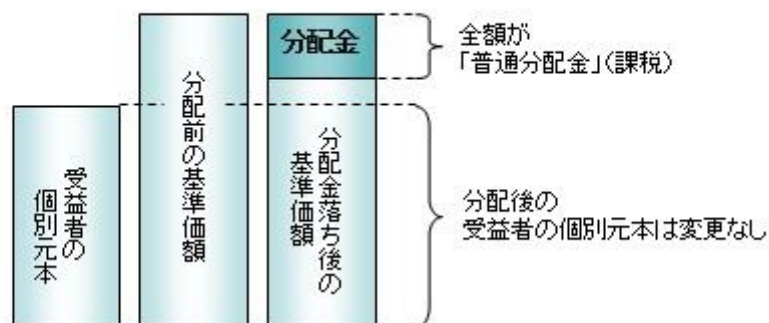 受益者の
個別元本
分配前の基準価額
分配金
分配金落ち後の
基準価額
全額が
「普通分配金」(課税)
分配後の
受益者の個別元本は変更なし